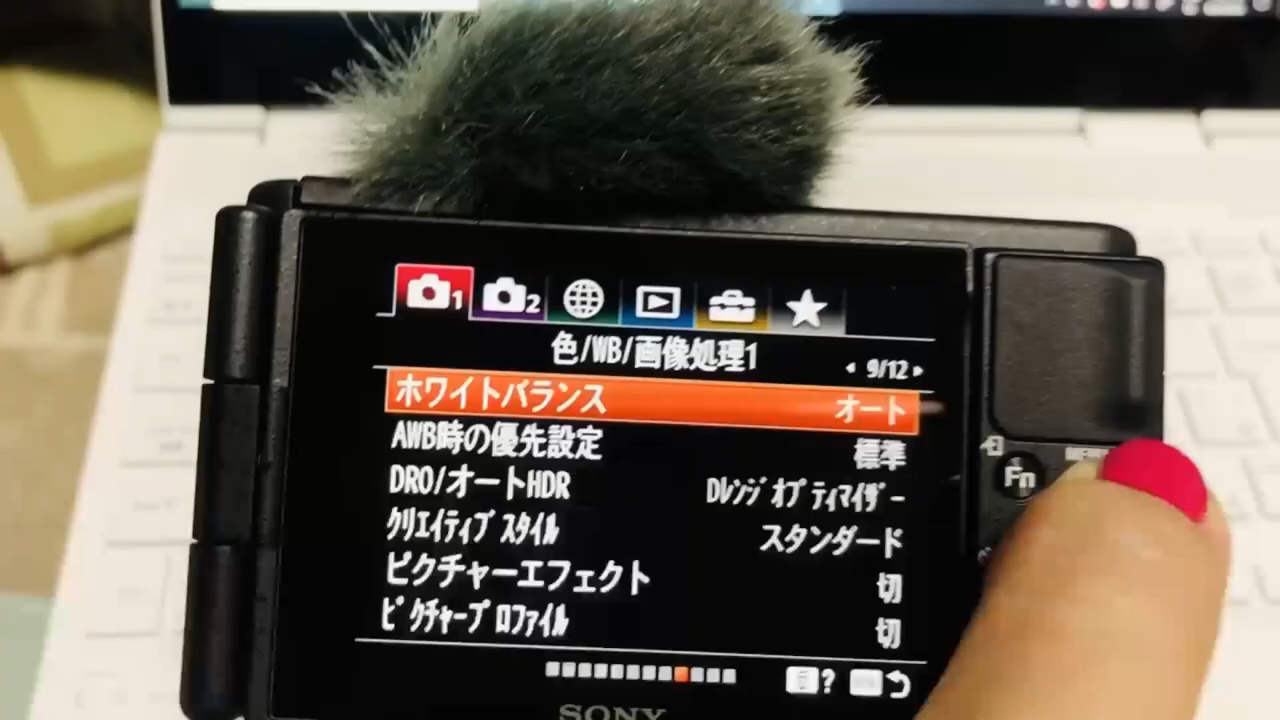 1 2
色/WB/画像処理1
9/12
ホワイトバランス オート
AWB時の優先設定 標準
DRO/オートHDR Dﾚﾝｼﾞｵﾌﾟﾃｨﾏｲｻﾞｰ
ｸﾘｴｲﾃｨﾌﾞｽﾀｲﾙ スタンダード
ピクチャーエフェクト 切
ﾋﾟｸﾁｬｰﾌﾟﾛﾌｧｲﾙ 切
?
SONY
Fn